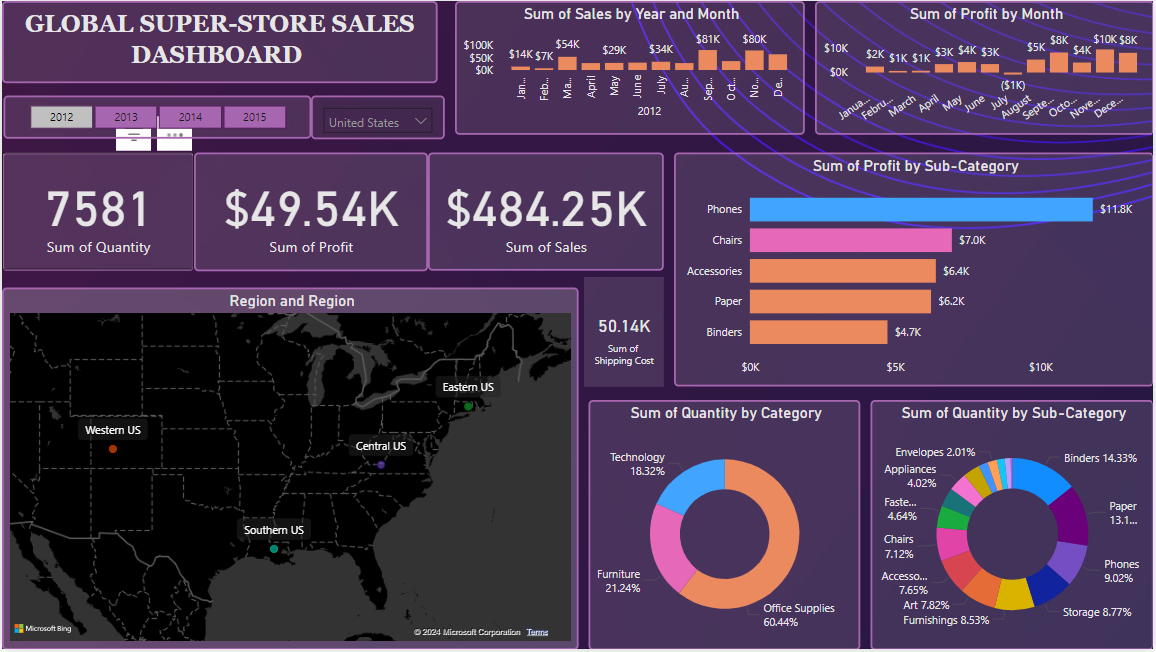 GLOBAL SUPER-STORE SALES
DASHBOARD
Sum of Sales by Year and Month
$100K
$50K
$0K
$14K $7K $54K $29K $34K $81K $80K
Jan... Feb... Ma... April May June July Au... Sep... Oct... No... De...
2012
Sum of Profit by Month
$10K
$0K
$2K $1K $1K $3K $4K $3K ($1K) $5K $8K $4K $10K $8K
Janua... Febru... March April May June July August Septe... Octo... Nove... Dece...
2012 2013 2014 2015
United States
7581
Sum of Quantity
$49.54K
Sum of Profit
$484.25K
Sum of Sales
Sum of Profit by Sub-Category
Phones $11.8K
Chairs $7.0K
Accessories $6.4K
Paper $6.2K
Binders $4.7K
$0K $5K $10K
Region and Region
Eastern US
Western US
Central US
Southern US
Microsoft Bing
© 2024 Microsoft Corporation Terms
50.14K
Sum of
Shipping Cost
Sum of Quantity by Category
Technology
18.32%
Furniture
21.24%
Office Supplies
60.44%
Sum of Quantity by Sub-Category
Envelopes 2.01%
Binders 14.33%
Appliances
4.02%
Paper
13.1...
Faste...
4.64%
Chairs
7.12%
Phones
9.02%
Accesso...
7.65%
Art 7.82%
Storage 8.77%
Furnishings 8.53%